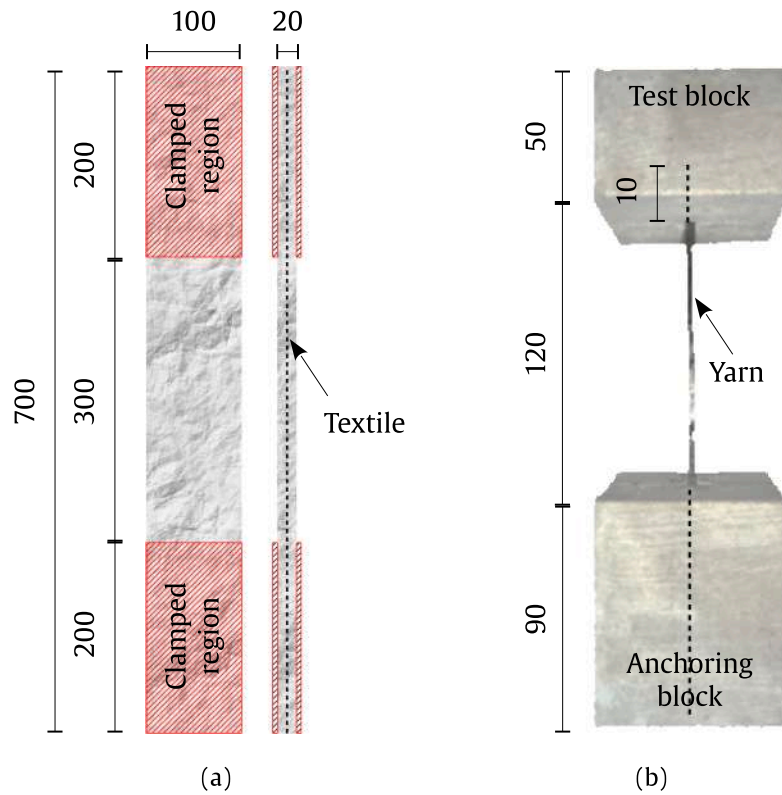 100
20
700
200
300
200
Clamped
region
Clamped
region
Textile
(a)
50
120
90
10
Test block
Yarn
Anchoring
block
(b)